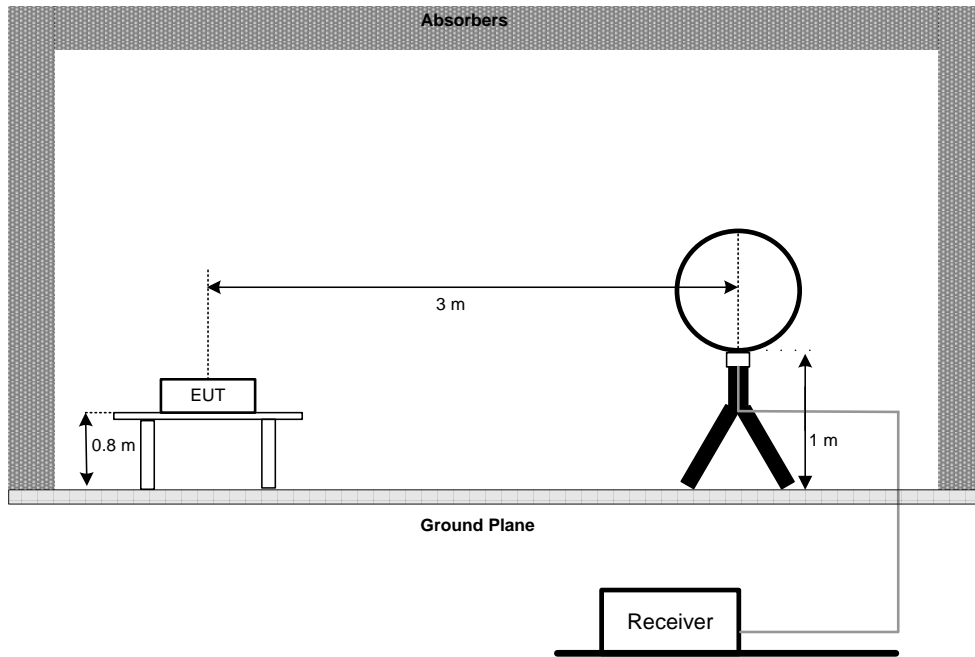 Absorbers
3 m
EUT
0.8 m
1 m
Ground Plane
Receiver